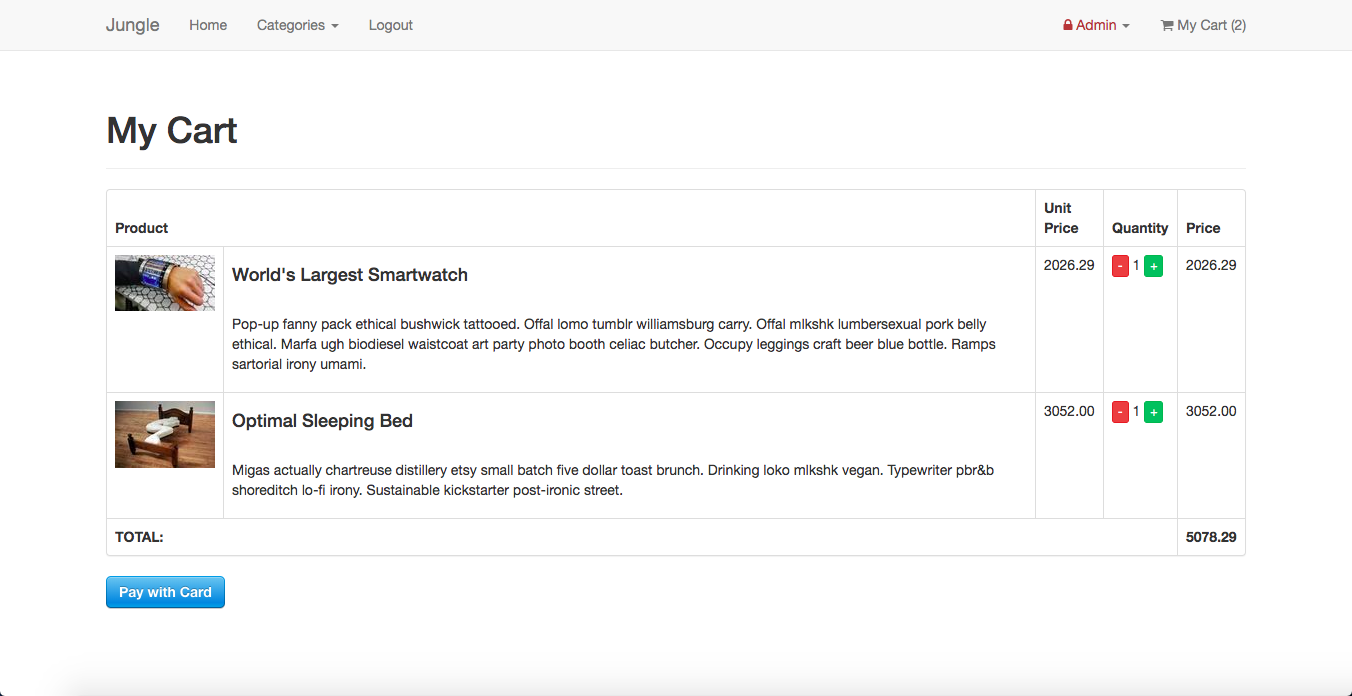 Jungle Home Categories Logout Admin My Cart (2)
My Cart
Product Unit Price Quantity Price
World's Largest Smartwatch 2026.29 - 1 + 2026.29
Pop-up fanny pack ethical bushwick tattooed. Offal lomo tumblr williamsburg carry. Offal mlkshk lumbersexual pork belly
ethical. Marfa ugh biodiesel waistcoat art party photo booth celiac butcher. Occupy leggings craft beer blue bottle. Ramps
sartorial irony umami.
Optimal Sleeping Bed 3052.00 - 1 + 3052.00
Migas actually chartreuse distillery etsy small batch five dollar toast brunch. Drinking loko mlkshk vegan. Typewriter pbr&b
shoreditch lo-fi irony. Sustainable kickstarter post-ironic street.
TOTAL: 5078.29
Pay with Card